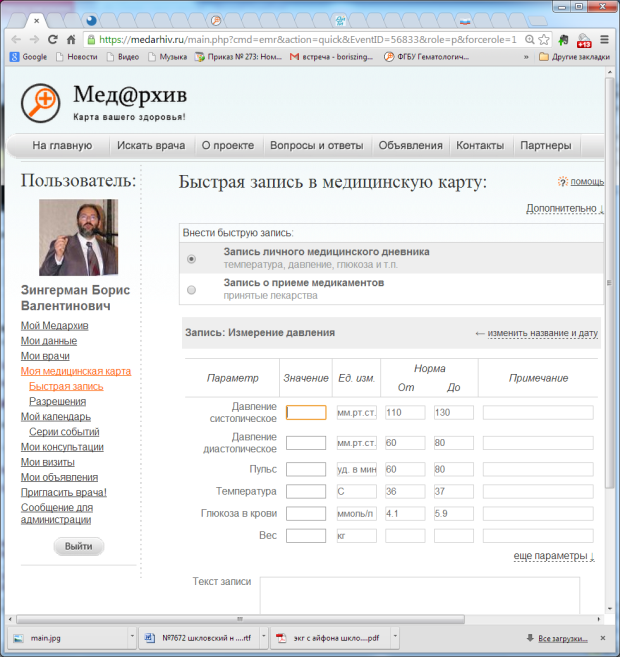 https://medarhiv.ru/main.php?cmd=emr&action=quick&EventID=56833&role=p&forcerole=1
+13
Google Новости Видео Музыка Приказ № 273: Ном... встреча - boriszing... ФГБУ Гематологич... » Другие закладки
Мед@рхив
Карта вашего здоровья!
На главную Искать врача О проекте Вопросы и ответы Объявления Контакты Партнеры
Пользователь:
Быстрая запись в медицинскую карту:
помощь
Дополнительно ↓
Внести быструю запись:
Запись личного медицинского дневника
температура, давление, глюкоза и т.п.
Запись о приеме медикаментов
принятые лекарства
Зингерман Борис
Валентинович
Мой Медархив
Мои данные
Мои врачи
Моя медицинская карта
Быстрая запись
Разрешения
Мой календарь
Серии событий
Мои консультации
Мои визиты
Мои объявления
Пригласить врача!
Сообщение для
администрации
Выйти
Запись: Измерение давления ← изменить название и дату
Параметр Значение Ед. изм. Норма Примечание
От До
Давление
систолическое мм.рт.ст. 110 130
Давление
диастолическое мм.рт.ст. 60 80
Пульс уд. в мин 60 80
Температура С 36 37
Глюкоза в крови ммоль/л 4.1 5.9
Вес кг
еще параметры ↓
Текст записи
main.jpg №7672 шкловский н ....rtf экг с айфона шкло....pdf Все загрузки...